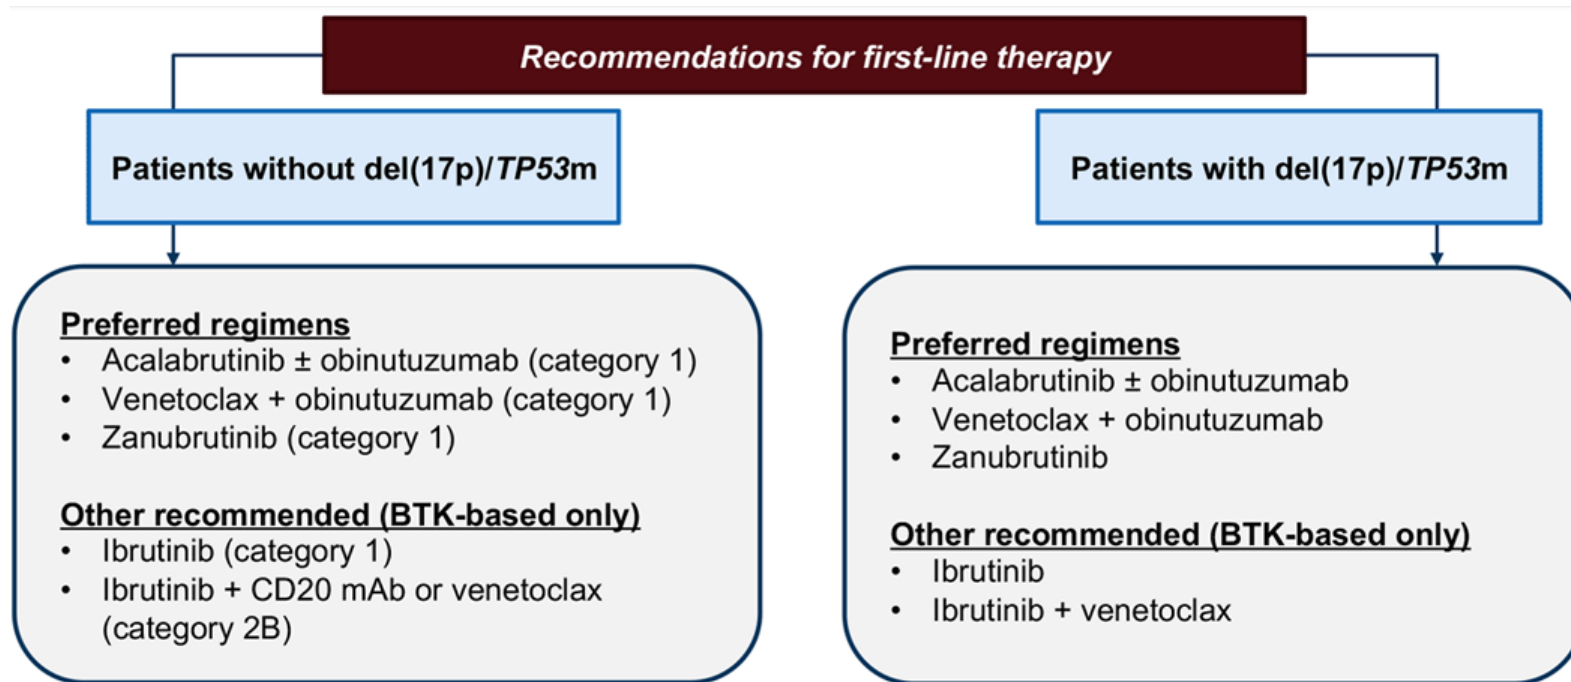 Recommendations for first-line therapy
Patients without del(17p)/TP53m
Preferred regimens
• Acalabrutinib ± obinutuzumab (category 1)
• Venetoclax + obinutuzumab (category 1)
• Zanubrutinib (category 1)
Other recommended (BTK-based only)
• Ibrutinib (category 1)
• Ibrutinib + CD20 mAb or venetoclax
(category 2B)
Patients with del(17p)/TP53m
Preferred regimens
• Acalabrutinib ± obinutuzumab
• Venetoclax + obinutuzumab
• Zanubrutinib
Other recommended (BTK-based only)
• Ibrutinib
• Ibrutinib + venetoclax